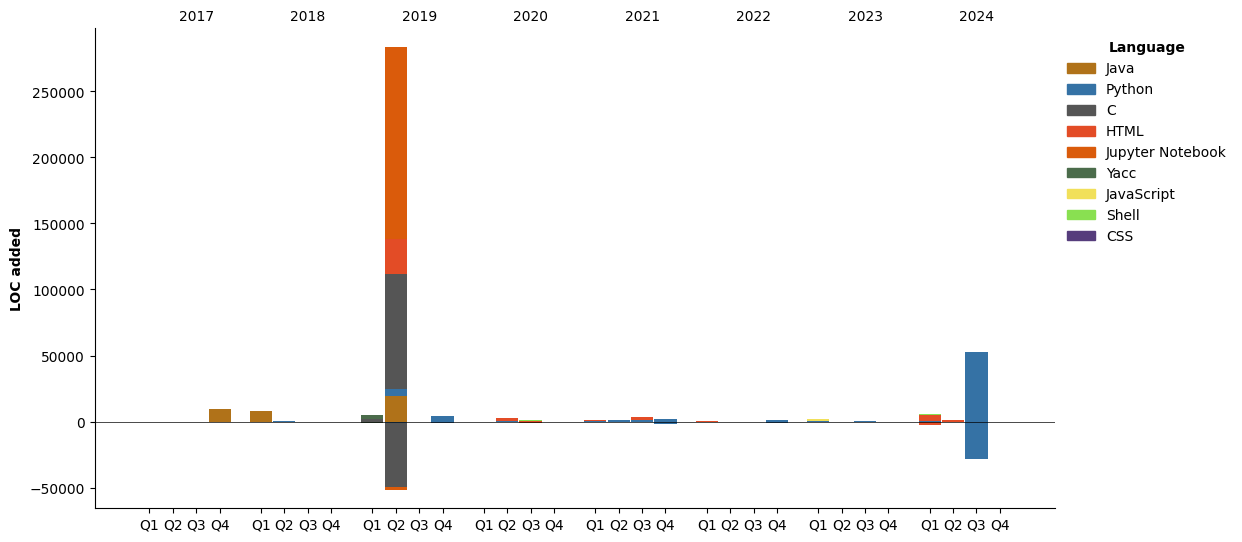 2017 2018 2019 2020 2021 2022 2023 2024
Language
Java
Python
C
HTML
Jupyter Notebook
Yacc
JavaScript
Shell
CSS
LOC added
250000
200000
150000
100000
50000
0
−50000
Q1 Q2 Q3 Q4 Q1 Q2 Q3 Q4 Q1 Q2 Q3 Q4 Q1 Q2 Q3 Q4 Q1 Q2 Q3 Q4 Q1 Q2 Q3 Q4 Q1 Q2 Q3 Q4 Q1 Q2 Q3 Q4